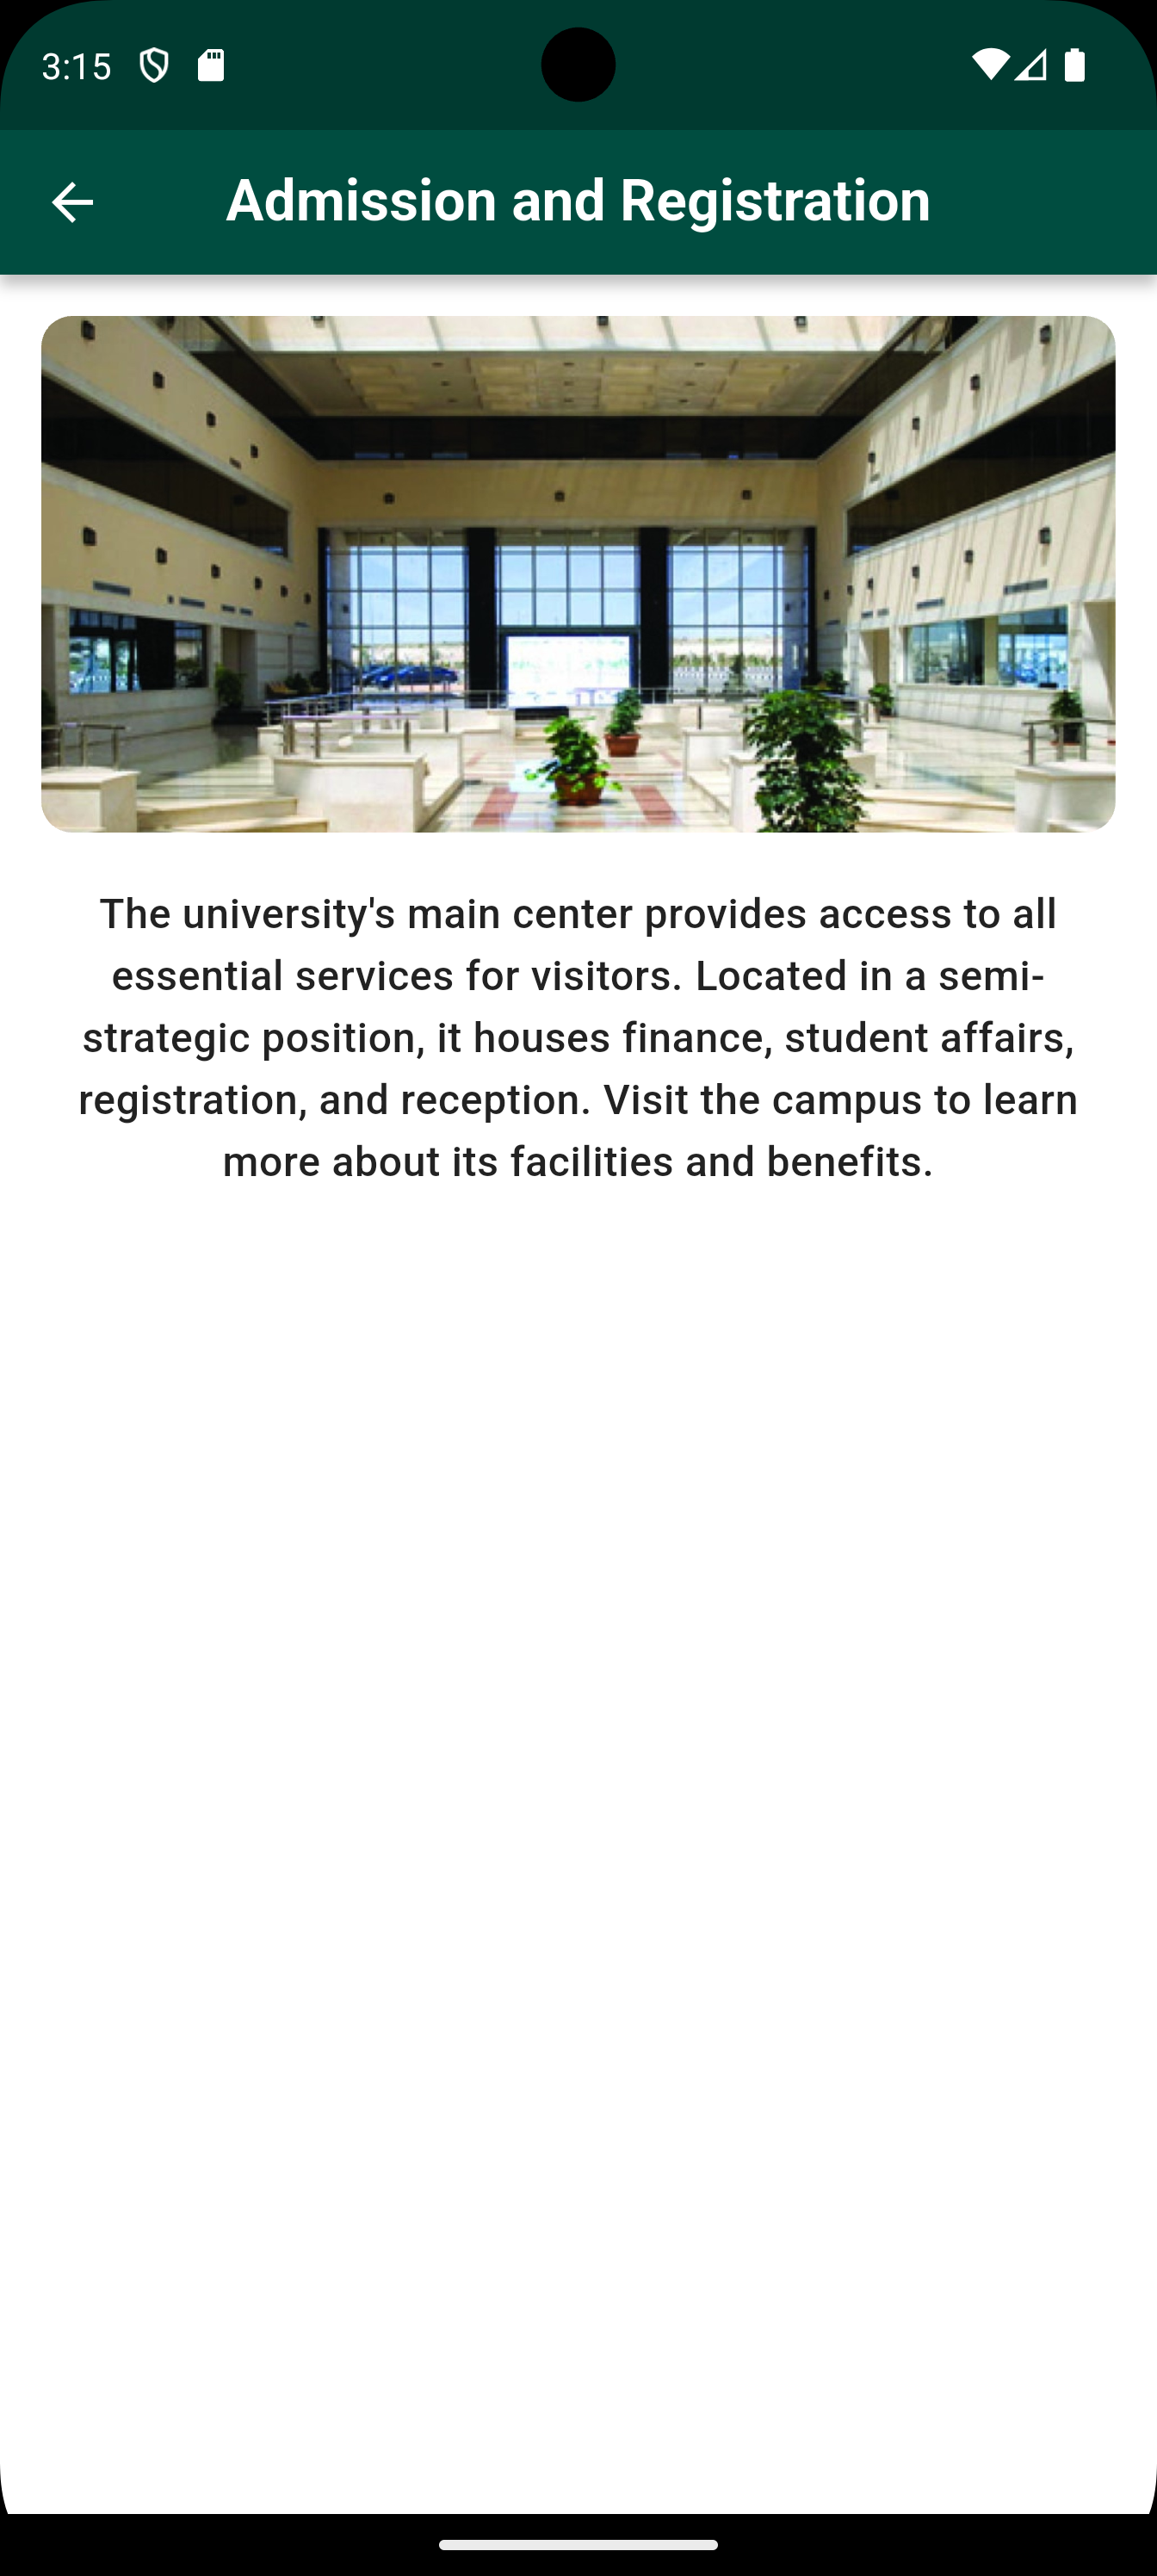 3:15
Admission and Registration
The university's main center provides access to all
essential services for visitors. Located in a semi-
strategic position, it houses finance, student affairs,
registration, and reception. Visit the campus to learn
more about its facilities and benefits.